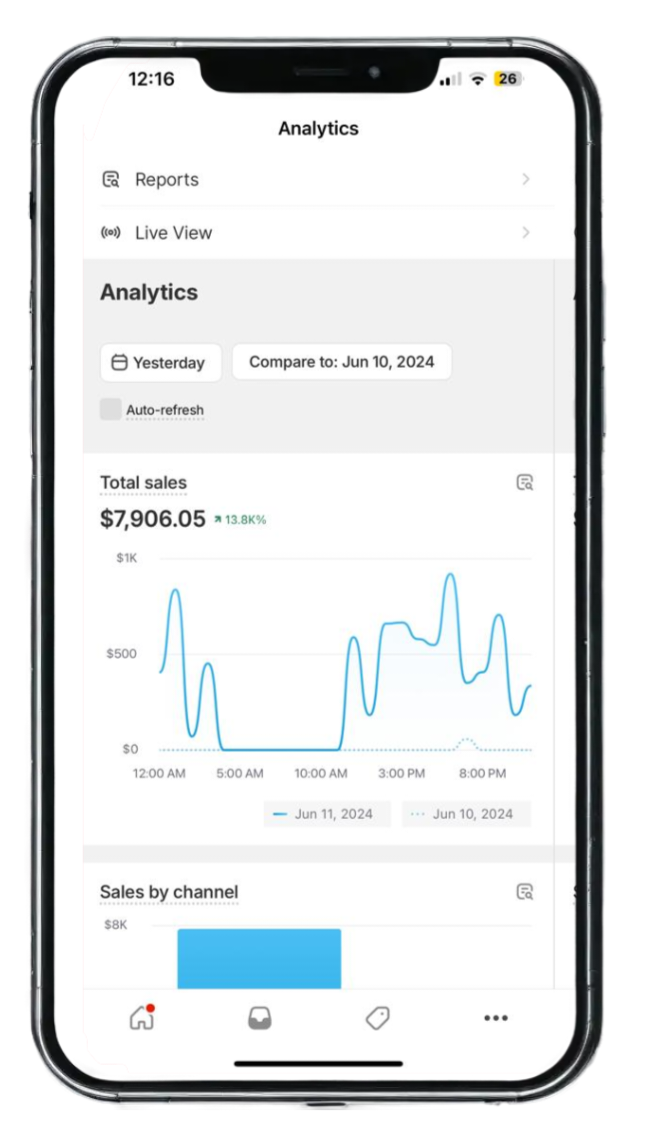 12:16
26
Analytics
Reports
Live View
Analytics
Yesterday
Compare to: Jun 10, 2024
Auto-refresh
Total sales
$7,906.05 13.8K%
$1K
$500
$0
12:00 AM 5:00 AM 10:00 AM 3:00 PM 8:00 PM
Jun 11, 2024 Jun 10, 2024
Sales by channel
$8K